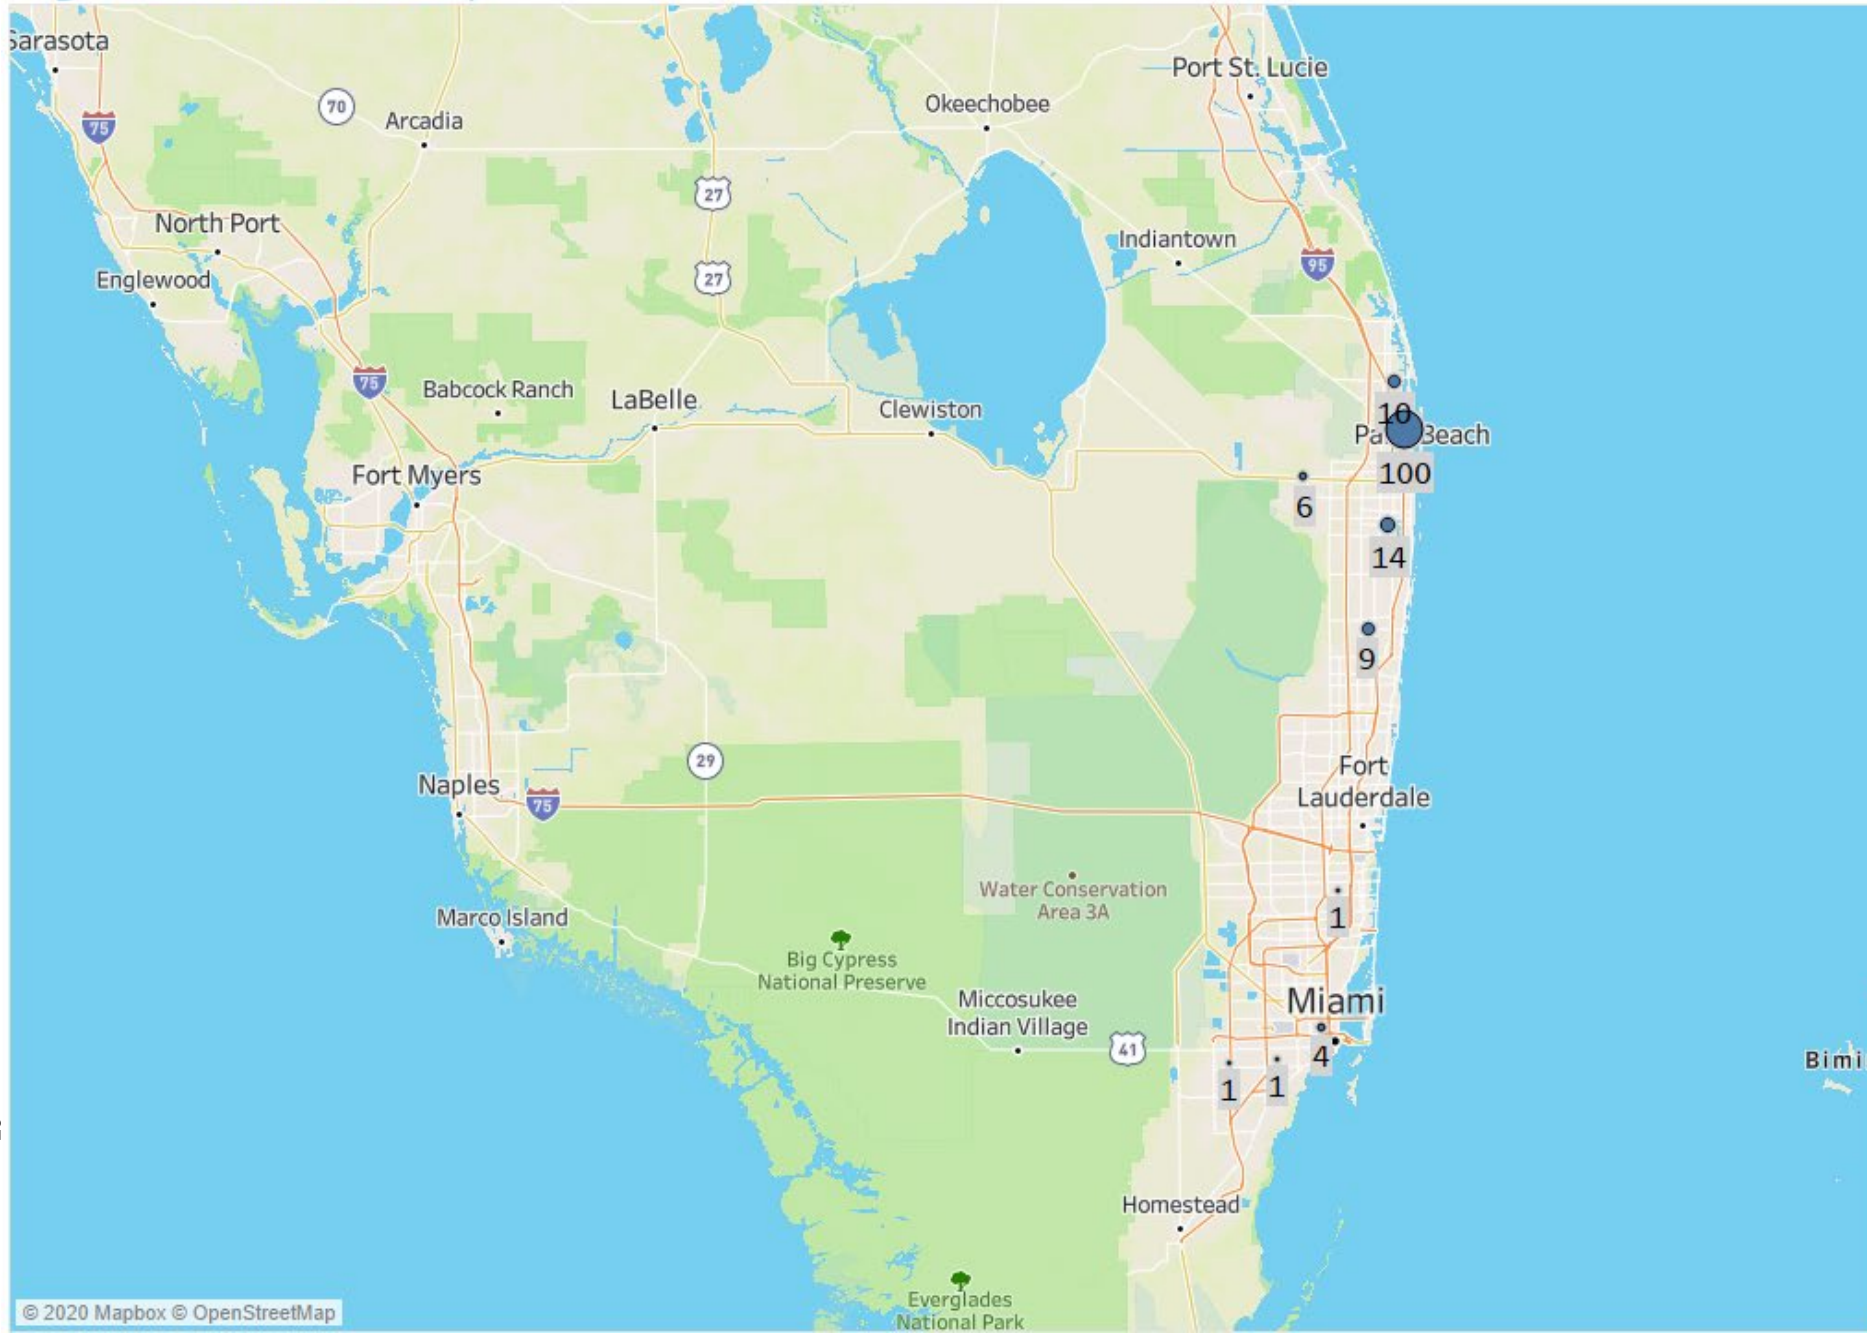 Sarasota
Port St. Lucie
70
Okeechobee
75
Arcadia
27
North Port
Indiantown
27
95
Englewood
75
Babcock Ranch
LaBelle
Clewiston
10
Beach
100
Fort Myers
6
14
9
Fort
Lauderdale
29
Naples
75
Water Conservation
Area 3A
Marco Island
1
Big Cypress
National Preserve
Miccosukee
Indian Village
Miami
41
4
1
1
Bimi
Homestead
Everglades
National Park
© 2020 Mapbox © OpenStreetMap